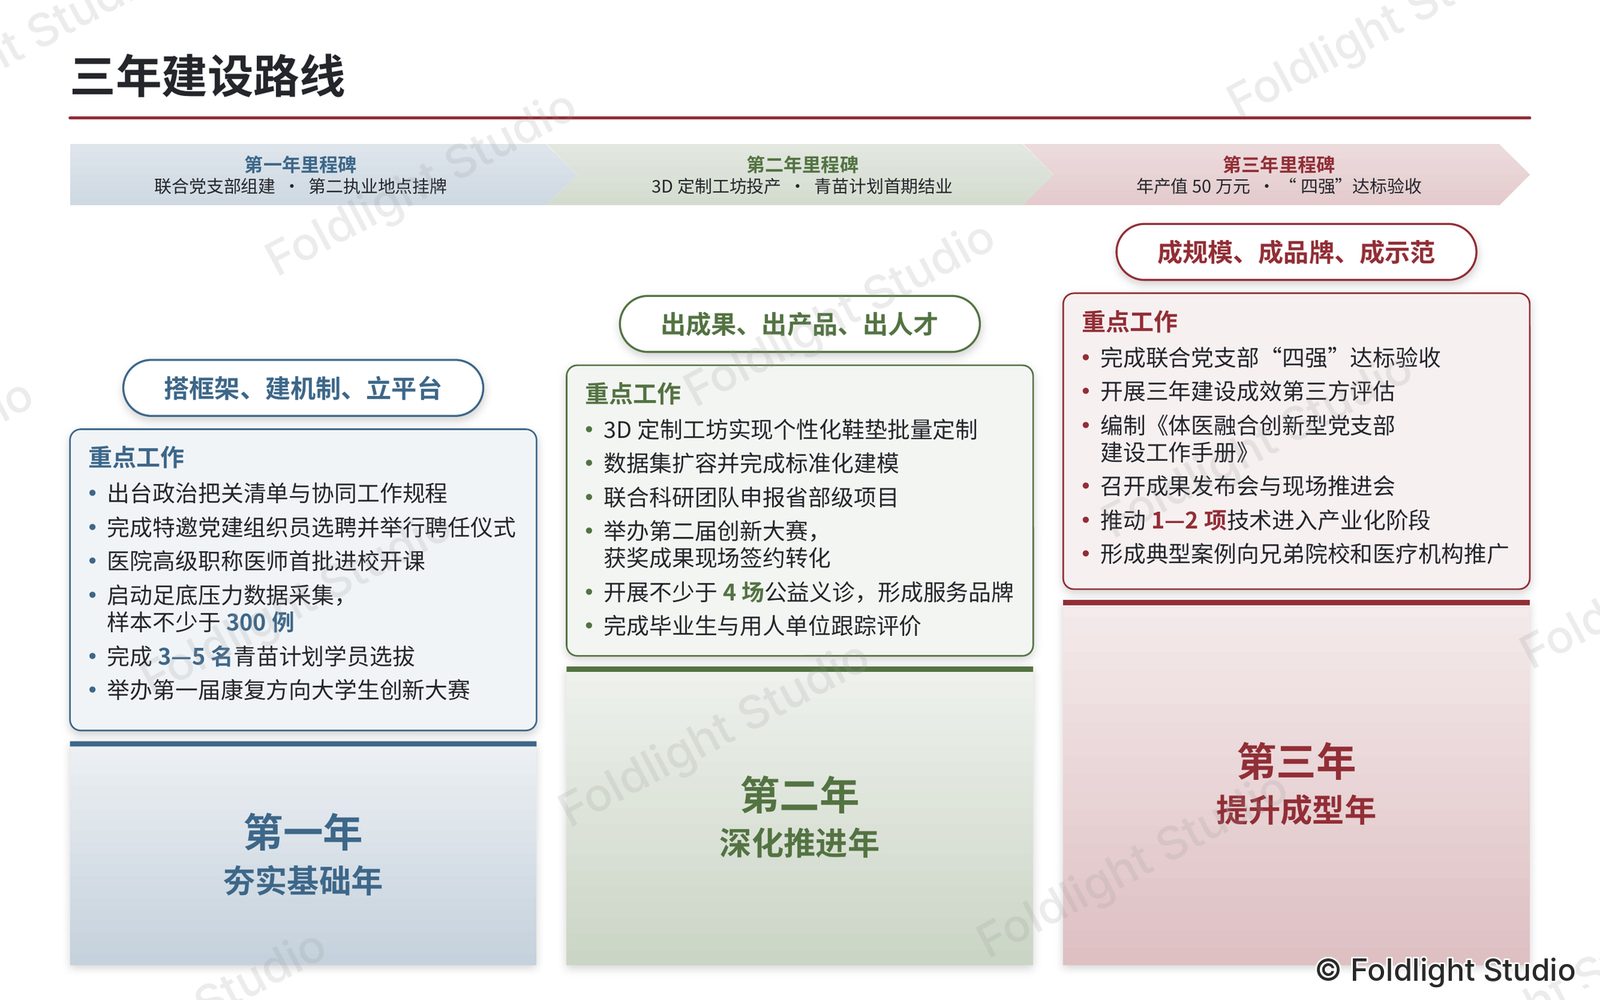 三年建设路线
第一年里程碑
联合党支部组建 · 第二执业地点挂牌
第二年里程碑
3D 定制工坊投产 · 青苗计划首期结业
第三年里程碑
年产值 50 万元 · “四强”达标验收
搭框架、建机制、立平台
重点工作
• 出台政治把关清单与协同工作规程
• 完成特邀党建组织员选聘并举行聘任仪式
• 医院高级职称医师首批进校开课
• 启动足底压力数据采集，
样本不少于 300 例
• 完成 3—5 名青苗计划学员选拔
• 举办第一届康复方向大学生创新大赛
第一年
夯实基础年
出成果、出产品、出人才
重点工作
• 3D 定制工坊实现个性化鞋垫批量定制
• 数据集扩容并完成标准化建模
• 联合科研团队申报省部级项目
• 举办第二届创新大赛，
获奖成果现场签约转化
• 开展不少于 4 场公益义诊，形成服务品牌
• 完成毕业生与用人单位跟踪评价
第二年
深化推进年
成规模、成品牌、成示范
重点工作
• 完成联合党支部“四强”达标验收
• 开展三年建设成效第三方评估
• 编制《体医融合创新型党支部
建设工作手册》
• 召开成果发布会与现场推进会
• 推动 1—2 项技术进入产业化阶段
• 形成典型案例向兄弟院校和医疗机构推广
第三年
提升成型年
© Foldlight Studio